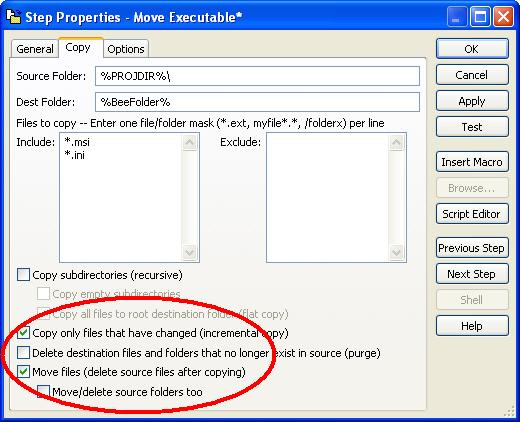 Step Properties - Move Executable*
General Copy Options
OK
Source Folder: %PROJDIR%\
Cancel
Dest Folder: %BeeFolder%
Apply
Files to copy -- Enter one file/folder mask (*.ext, myfile*.*, /folderx) per line
Test
Include: *.msi
*.ini
Exclude:
Insert Macro
Browse...
Script Editor
Previous Step
Copy subdirectories (recursive)
Next Step
Copy empty subdirectories
Shell
Copy all files to root destination folder (flat copy)
Help
Copy only files that have changed (incremental copy)
Delete destination files and folders that no longer exist in source (purge)
Move files (delete source files after copying)
Move/delete source folders too